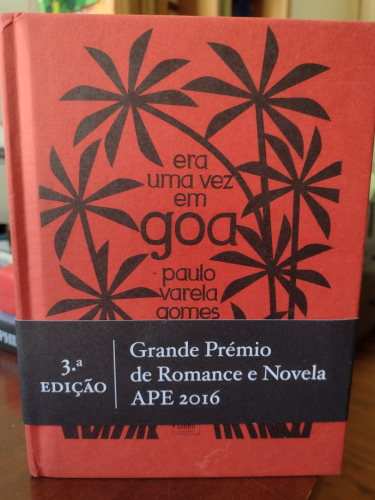 era
uma vez
em
goa
paulo
varela
gomes
3.ª
EDIÇÃO
Grande Prémio
de Romance e Novela
APE 2016